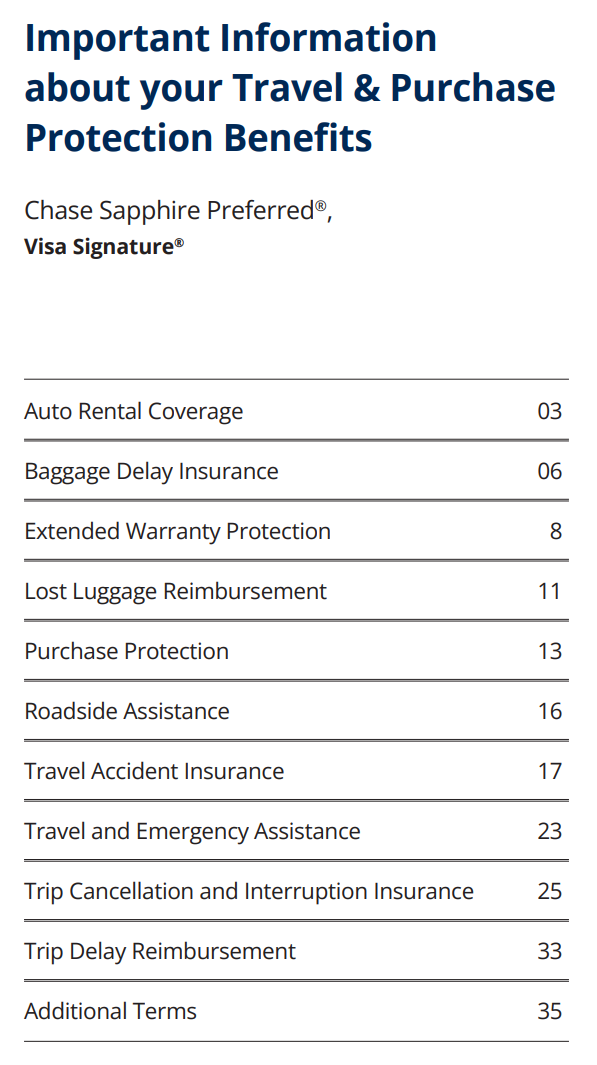 Important Information
about your Travel & Purchase
Protection Benefits
Chase Sapphire Preferred®,
Visa Signature®
Auto Rental Coverage 03
Baggage Delay Insurance 06
Extended Warranty Protection 8
Lost Luggage Reimbursement 11
Purchase Protection 13
Roadside Assistance 16
Travel Accident Insurance 17
Travel and Emergency Assistance 23
Trip Cancellation and Interruption Insurance 25
Trip Delay Reimbursement 33
Additional Terms 35